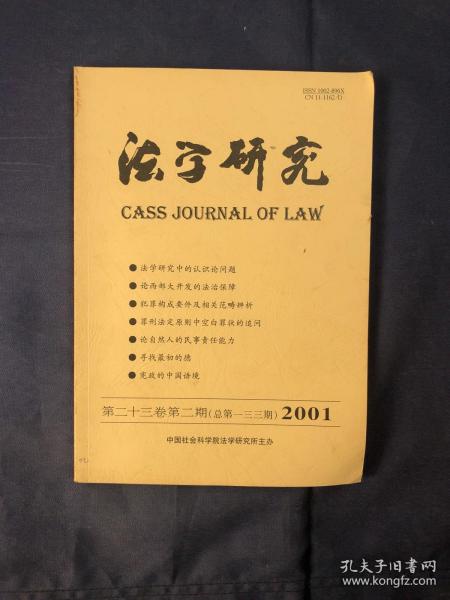 ISSN 1002-896X
CN 11-1162/D
法学研究
CASS JOURNAL OF LAW
● 法学研究中的认识论问题
● 论西部大开发的法治保障
● 犯罪构成要件及相关范畴辨析
● 罪刑法定原则中空白罪状的追问
● 论自然人的民事责任能力
● 寻找最初的德
● 宪政的中国语境
第二十三卷第二期(总第一三三期) 2001
中国社会科学院法学研究所主办
孔夫子旧书网
www.kongfz.com